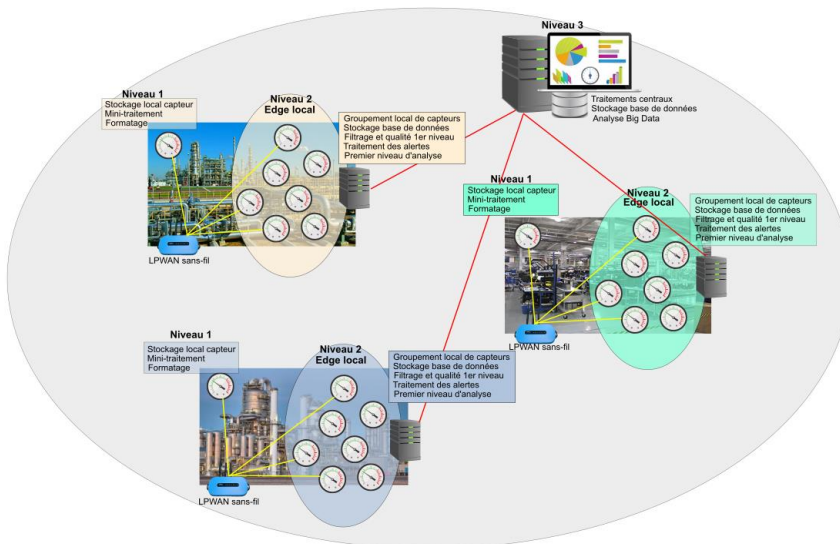 Niveau 3
Traitements centraux
Stockage base de données
Analyse Big Data
Niveau 1
Stockage local capteur
Mini-traitement
Formatage
Niveau 2
Edge local
Groupement local de capteurs
Stockage base de données
Filtrage et qualité 1er niveau
Traitement des alertes
Premier niveau d'analyse
LPWAN sans-fil
Niveau 1
Stockage local capteur
Mini-traitement
Formatage
Niveau 2
Edge local
Groupement local de capteurs
Stockage base de données
Filtrage et qualité 1er niveau
Traitement des alertes
Premier niveau d'analyse
LPWAN sans-fil
Niveau 1
Stockage local capteur
Mini-traitement
Formatage
Niveau 2
Edge local
Groupement local de capteurs
Stockage base de données
Filtrage et qualité 1er niveau
Traitement des alertes
Premier niveau d'analyse
LPWAN sans-fil